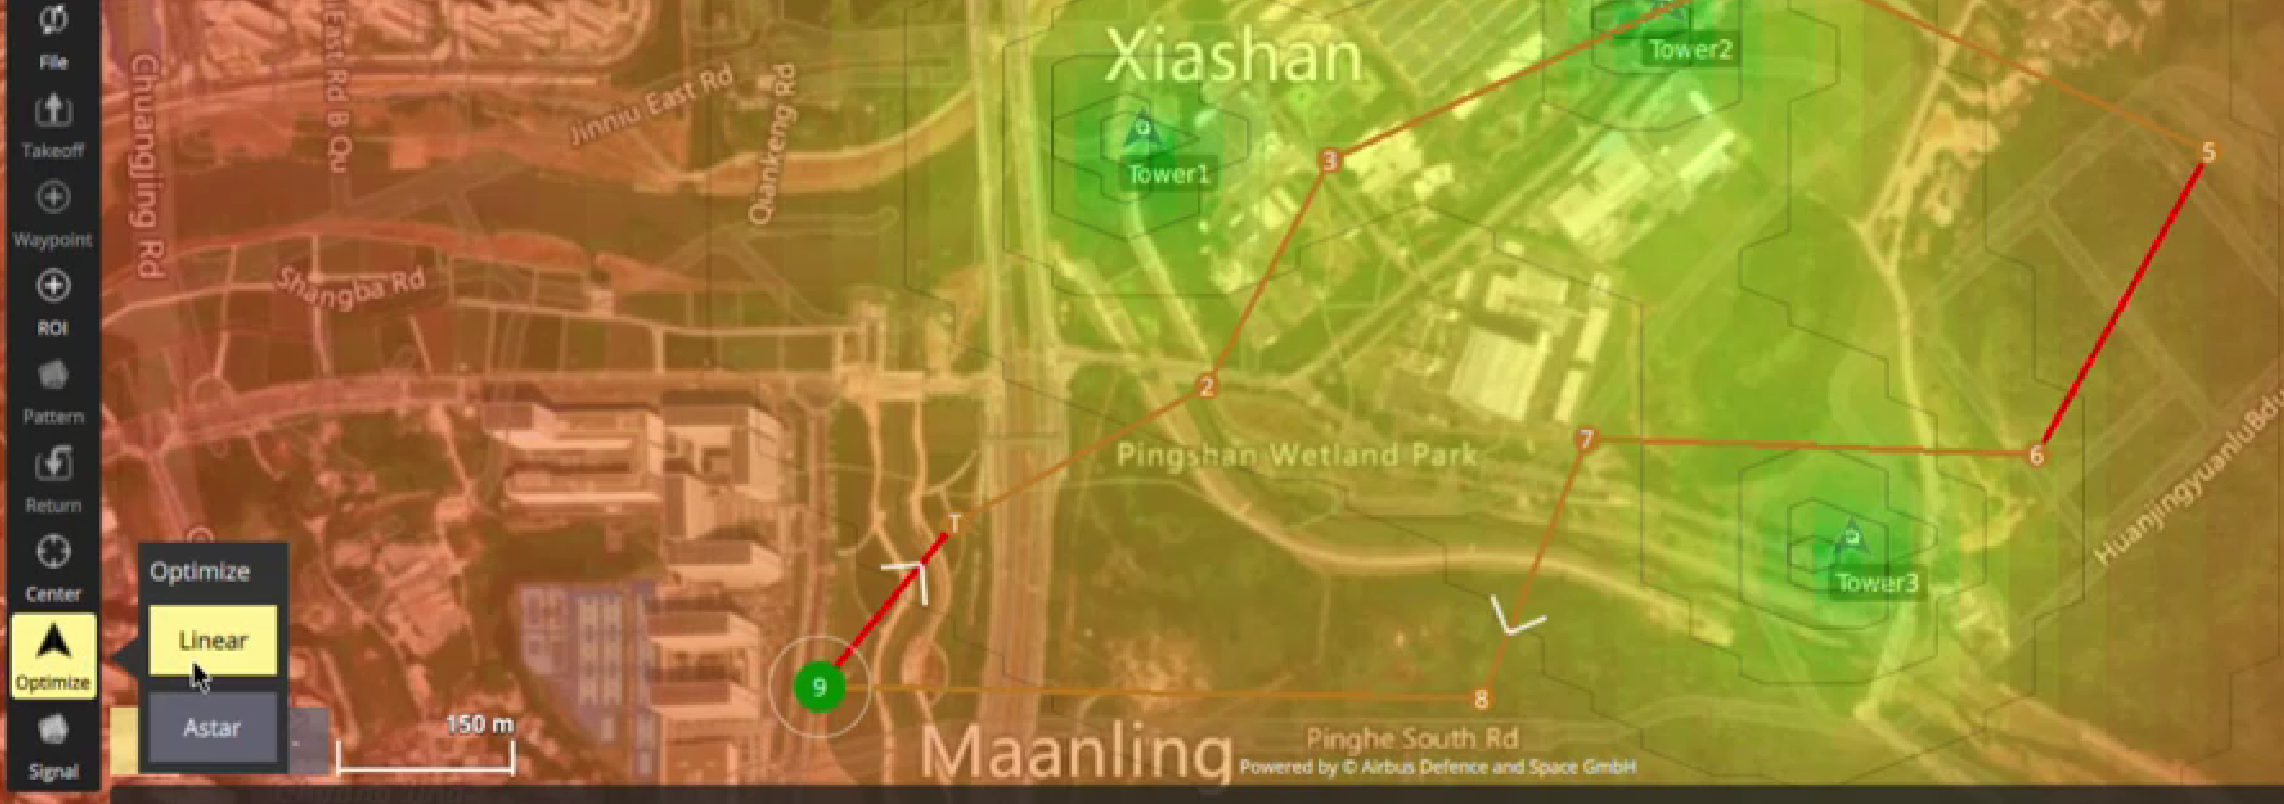 File
Takeoff
Waypoint
ROI
Pattern
Return
Center
Optimize
Signal
Optimize
Linear
Astar
150 m
Chuangjing Rd
East Rd B Qu
Jinniu East Rd
Qiankeng Rd
Shangba Rd
Xiashan
Tower1
Tower2
3
5
2
Pingshan Wetland Park
7
6
T
Tower3
9
8
Maanling
Pinghe South Rd
Powered by © Airbus Defence and Space GmbH